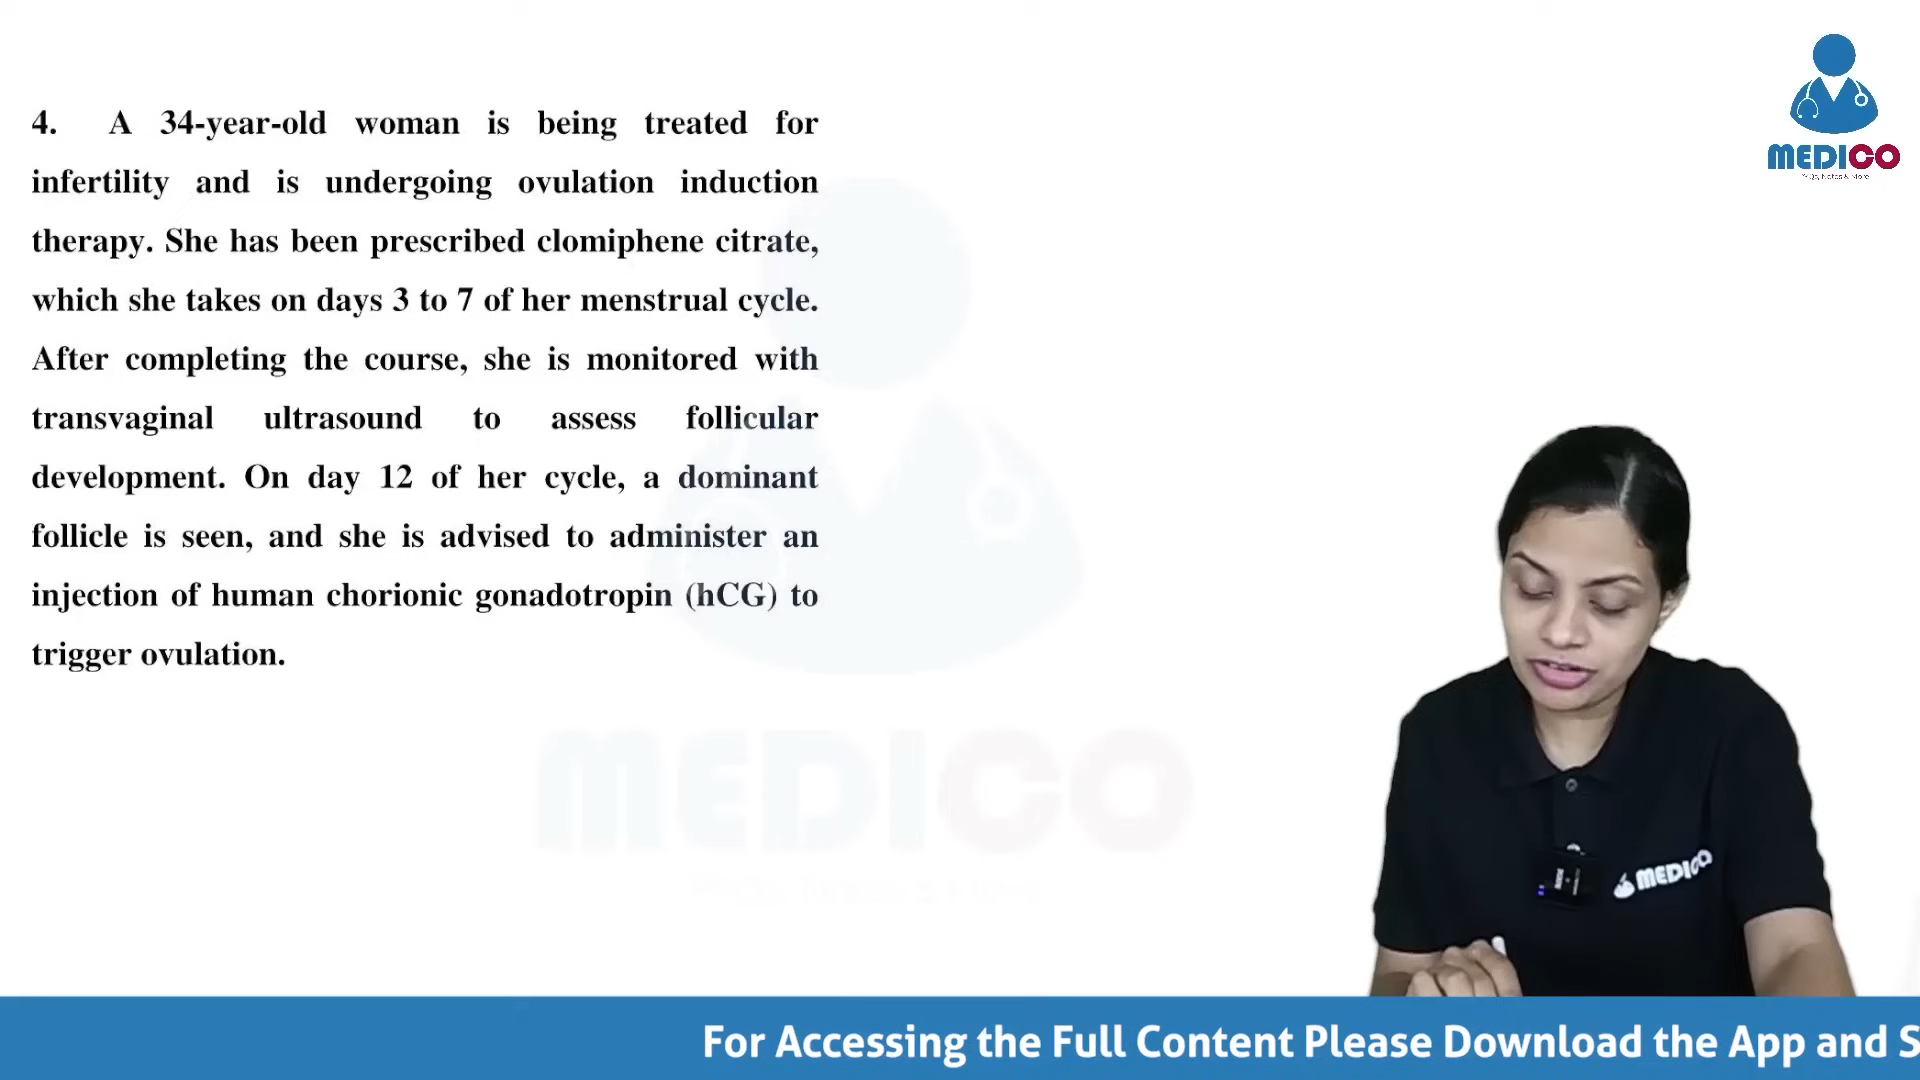 4. A 34-year-old woman is being treated for
infertility and is undergoing ovulation induction
therapy. She has been prescribed clomiphene citrate,
which she takes on days 3 to 7 of her menstrual cycle.
After completing the course, she is monitored with
transvaginal ultrasound to assess follicular
development. On day 12 of her cycle, a dominant
follicle is seen, and she is advised to administer an
injection of human chorionic gonadotropin (hCG) to
trigger ovulation.
MEDICO
MEDICO
MEDICO
For Accessing the Full Content Please Download the App and S